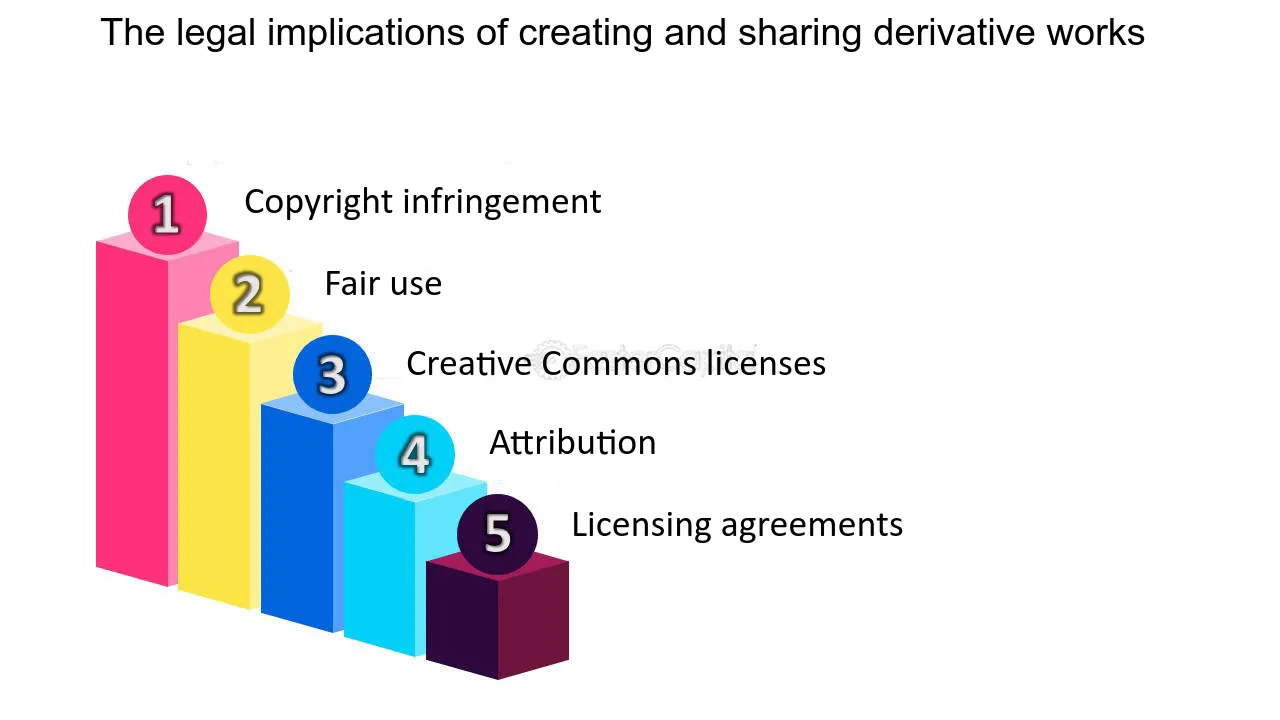 The legal implications of creating and sharing derivative works
1 Copyright infringement
2 Fair use
3 Creative Commons licenses
4 Attribution
5 Licensing agreements